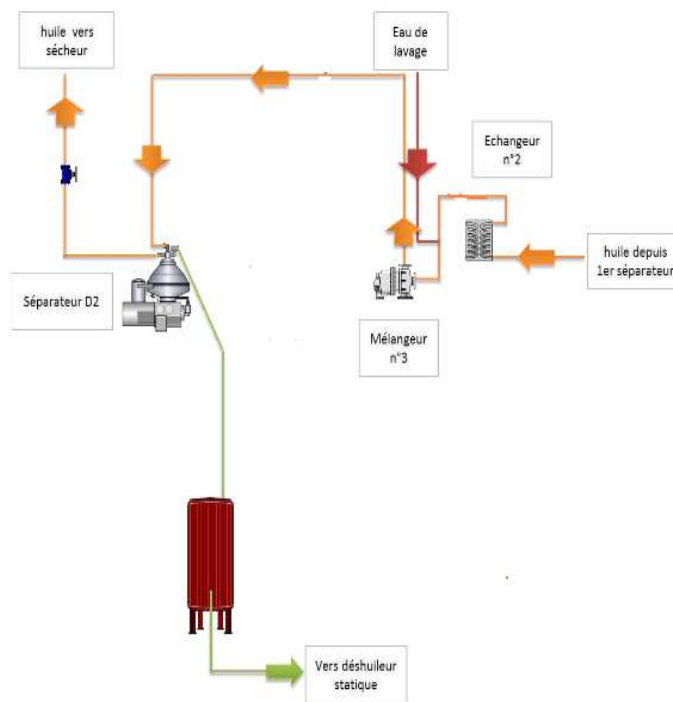 huile vers
sécheur
Eau de
lavage
Echangeur
n°2
huile depuis
1er séparateur
Séparateur D2
Mélangeur
n°3
Vers déshuileur
statique